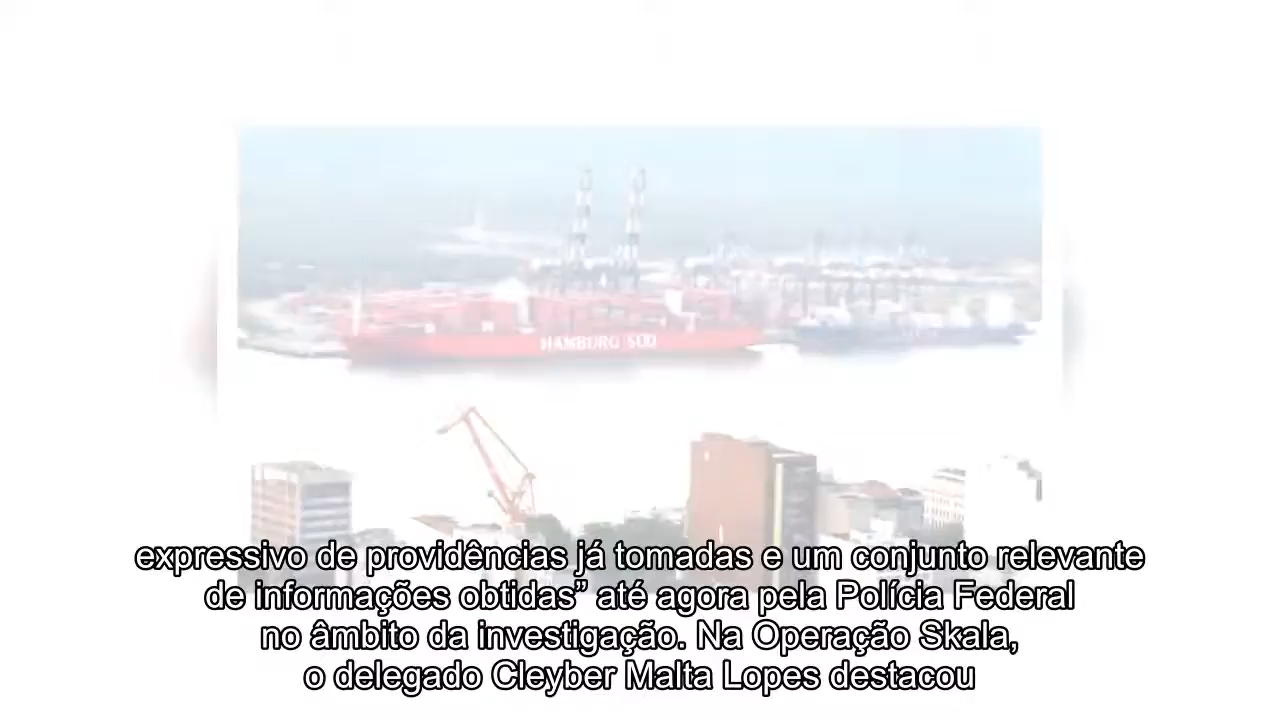 HAMBURG SÜD
expressivo de providências já tomadas e um conjunto relevante
de informações obtidas” até agora pela Polícia Federal
no âmbito da investigação. Na Operação Skala,
o delegado Cleyber Malta Lopes destacou